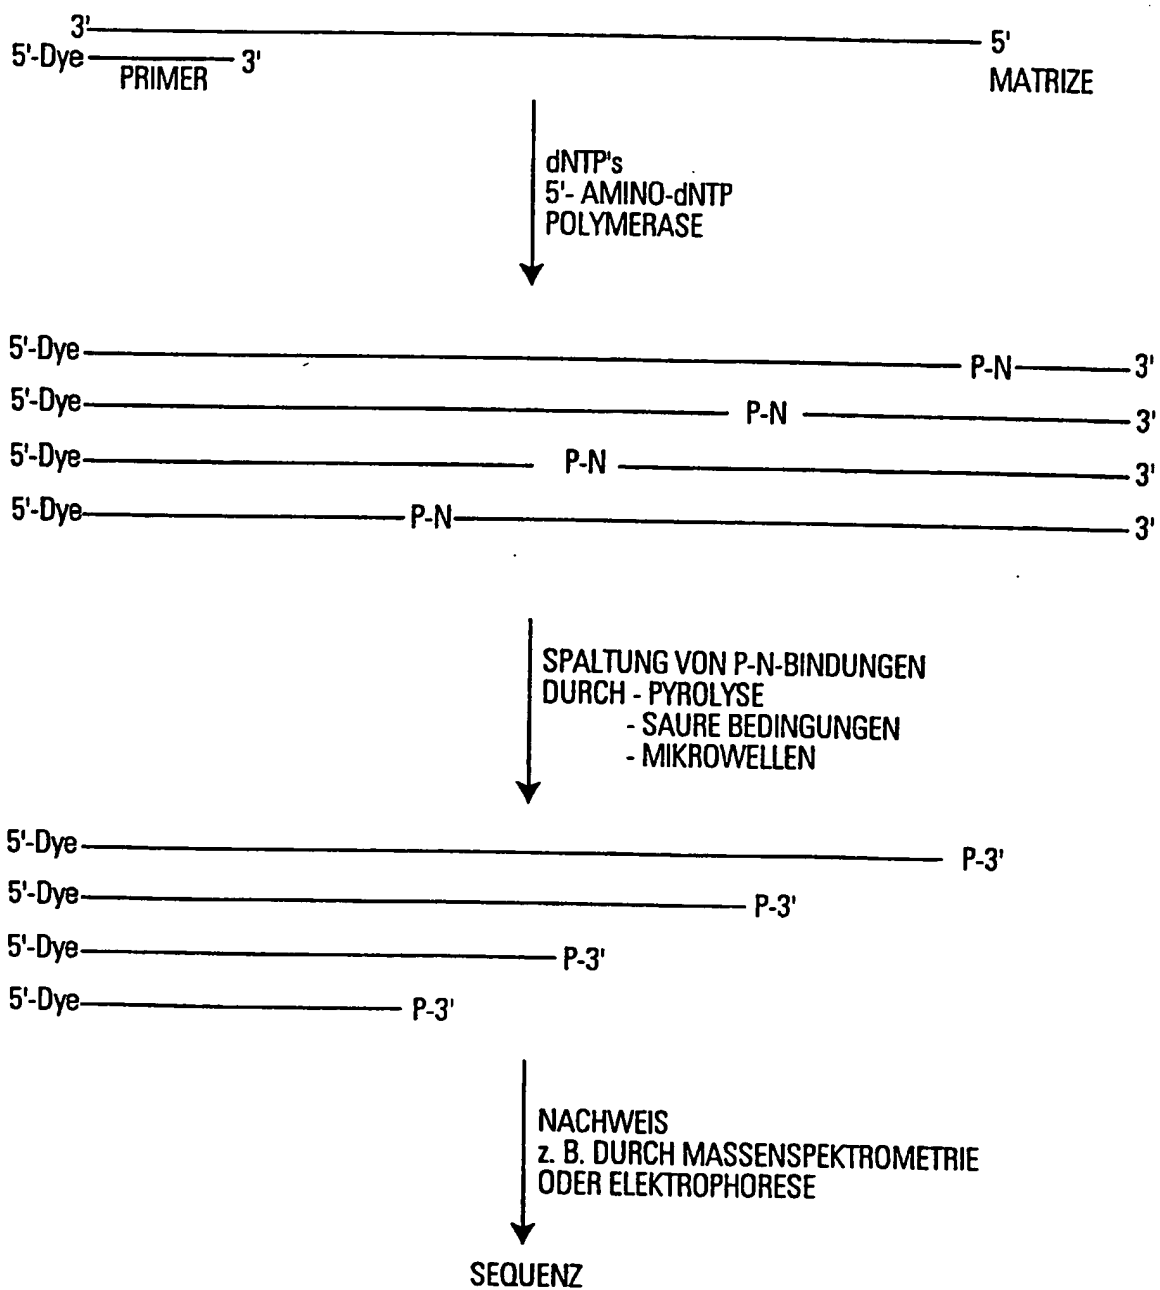 3' 5'
5'-Dye 3'
PRIMER MATRIZE
dNTP's
5'- AMINO-dNTP
POLYMERASE
5'-Dye P-N 3'
5'-Dye P-N 3'
5'-Dye P-N 3'
5'-Dye P-N 3'
SPALTUNG VON P-N-BINDUNGEN
DURCH - PYROLYSE
- SAURE BEDINGUNGEN
- MIKROWELLEN
5'-Dye P-3'
5'-Dye P-3'
5'-Dye P-3'
5'-Dye P-3'
NACHWEIS
z. B. DURCH MASSENSPEKTROMETRIE
ODER ELEKTROPHORESE
SEQUENZ